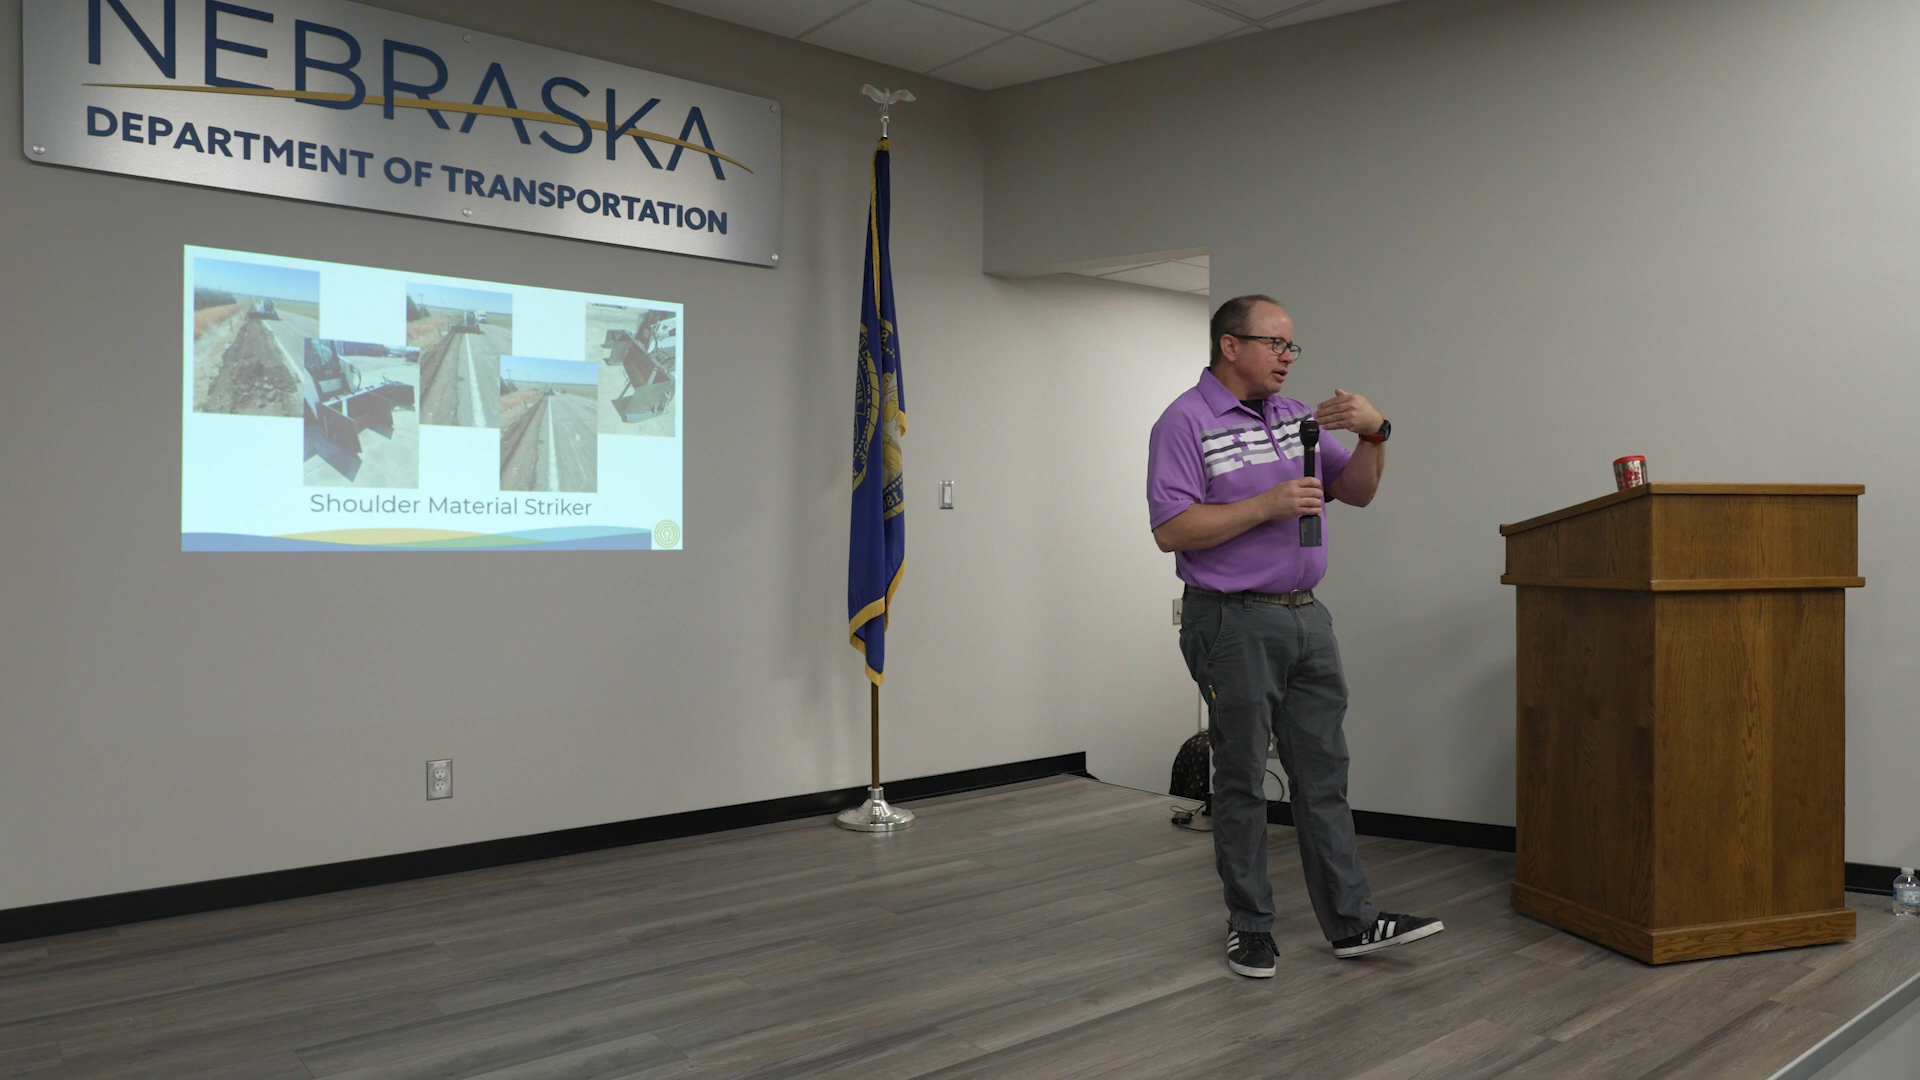 NEBRASKA
DEPARTMENT OF TRANSPORTATION
Shoulder Material Striker